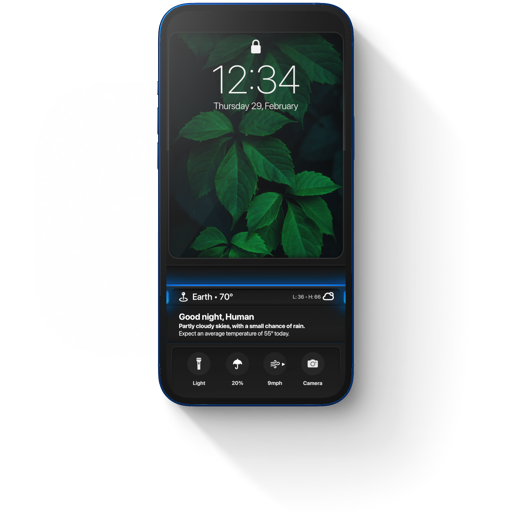 12:34
Thursday 29, February
Earth • 70°
L: 36 • H: 66
Good night, Human
Partly cloudy skies, with a small chance of rain.
Expect an average temperature of 55° today.
Light
20%
9mph
Camera